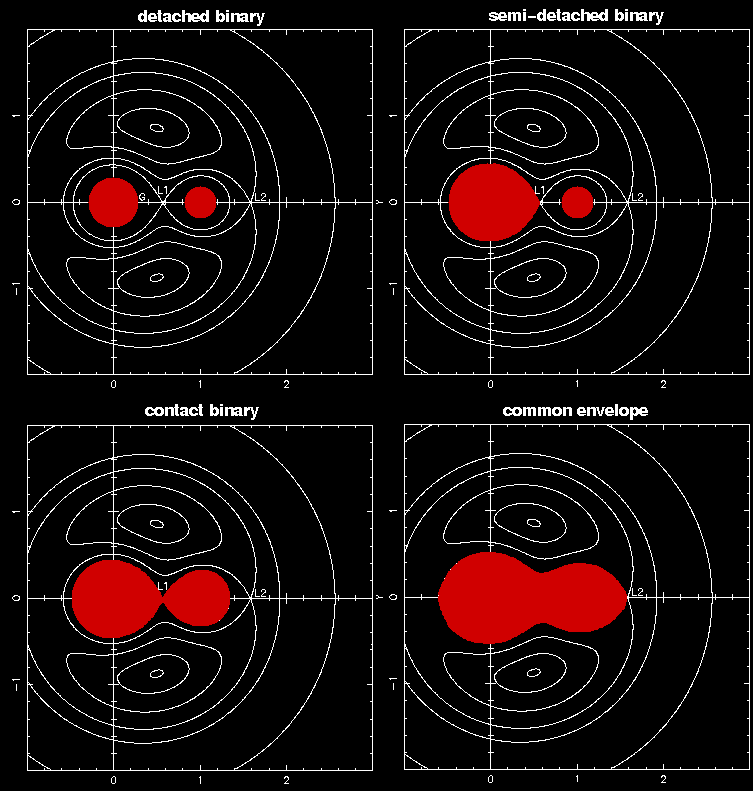 detached binary
1
0
−1
G
L1
L2
0
1
2
semi−detached binary
1
0
−1
L1
L2
0
1
2
contact binary
1
0
−1
L1
L2
0
1
2
common envelope
1
0
−1
L2
0
1
2